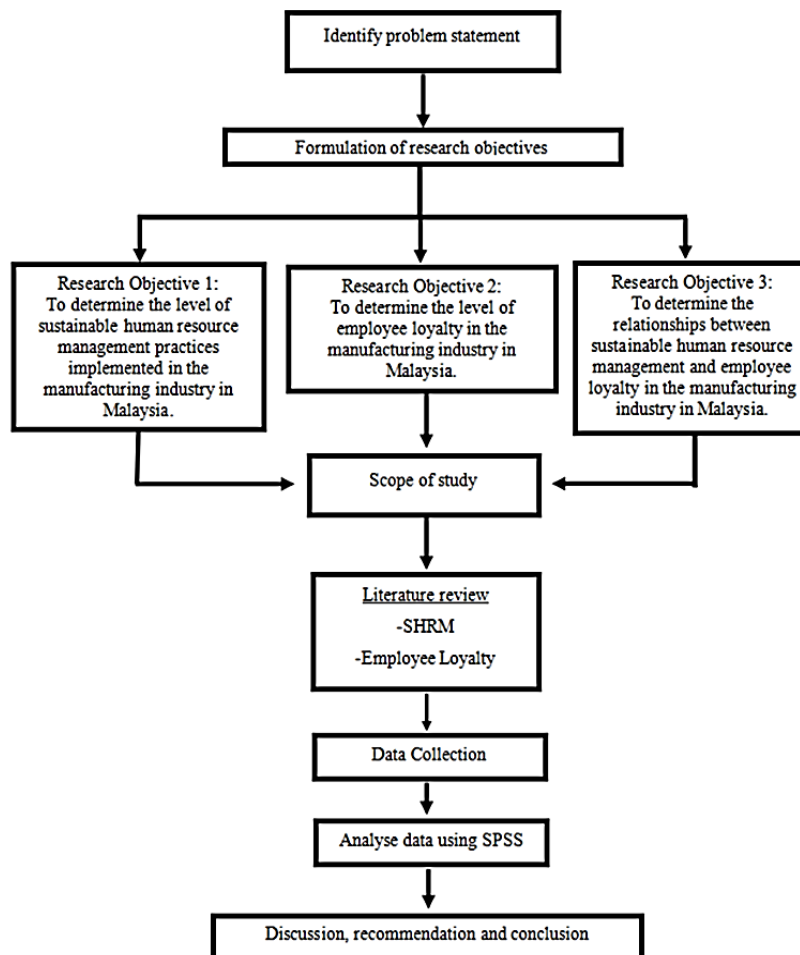 Identify problem statement
Formulation of research objectives
Research Objective 1:
To determine the level of
sustainable human resource
management practices
implemented in the
manufacturing industry in
Malaysia.
Research Objective 2:
To determine the level of
employee loyalty in the
manufacturing industry in
Malaysia.
Research Objective 3:
To determine the
relationships between
sustainable human resource
management and employee
loyalty in the manufacturing
industry in Malaysia.
Scope of study
Literature review
-SHRM
-Employee Loyalty
Data Collection
Analyse data using SPSS
Discussion, recommendation and conclusion